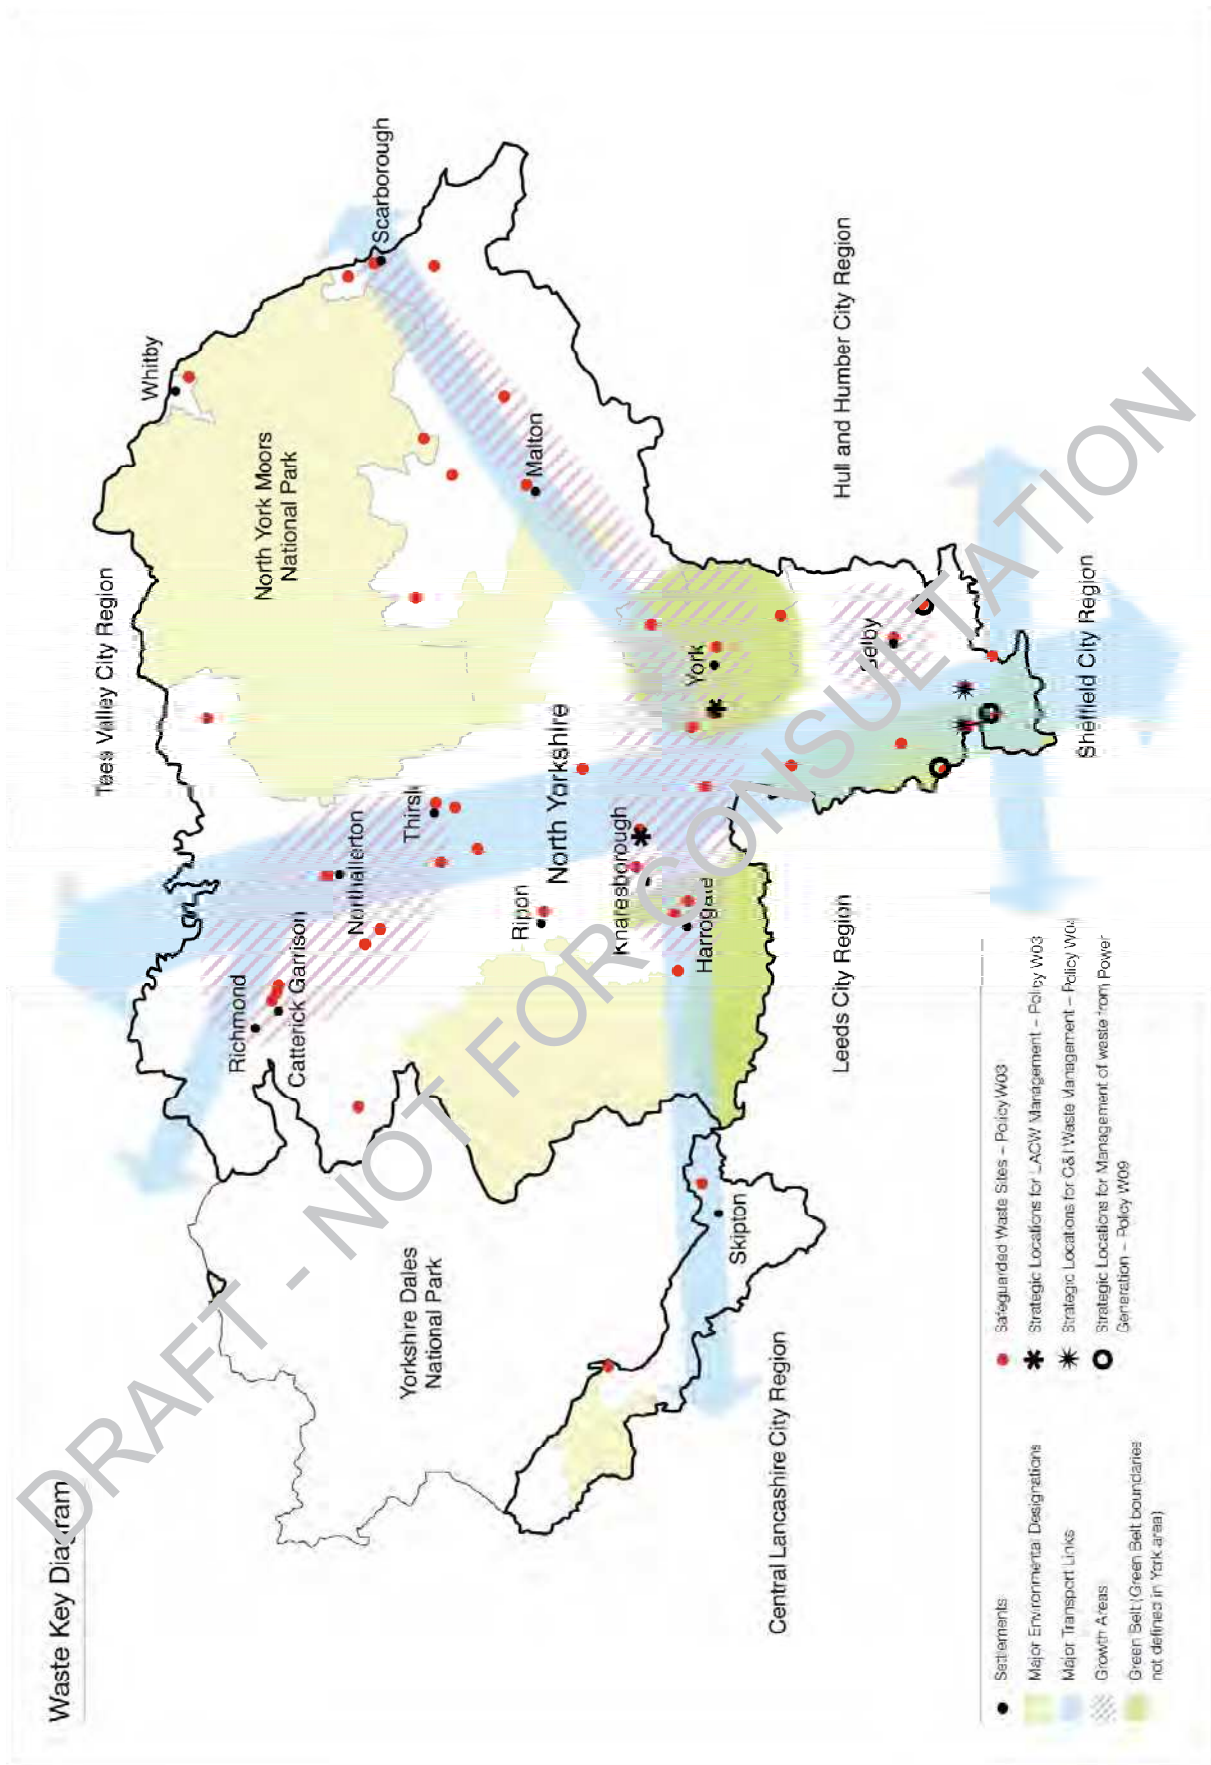 Waste Key Diagram
Tees Valley City Region
Whitby
Scarborough
North York Moors
National Park
Richmond
Catterick Garrison
Northallerton
Thirsk
Malton
Yorkshire Dales
National Park
Ripon
North Yorkshire
Knaresborough
Harrogate
York
Skipton
Selby
Hull and Humber City Region
Leeds City Region
Central Lancashire City Region
Sheffield City Region
Settlements
Major Environmental Designations
Major Transport Links
Growth Areas
Green Belt (Green Belt boundaries
not defined in York area)
Safeguarded Waste Sites – Policy W03
Strategic Locations for LACW Management – Policy W03
Strategic Locations for C&I Waste Management – Policy W04
Strategic Locations for Management of waste from Power
Generation – Policy W09
DRAFT - NOT FOR CONSULTATION